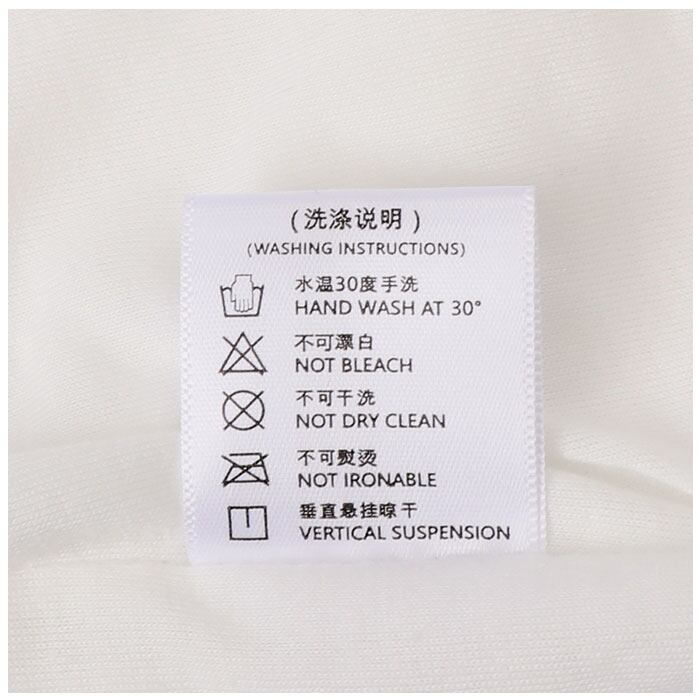 (洗涤说明)
(WASHING INSTRUCTIONS)
水温30度手洗
HAND WASH AT 30°
不可漂白
NOT BLEACH
不可干洗
NOT DRY CLEAN
不可熨烫
NOT IRONABLE
垂直悬挂晾干
VERTICAL SUSPENSION